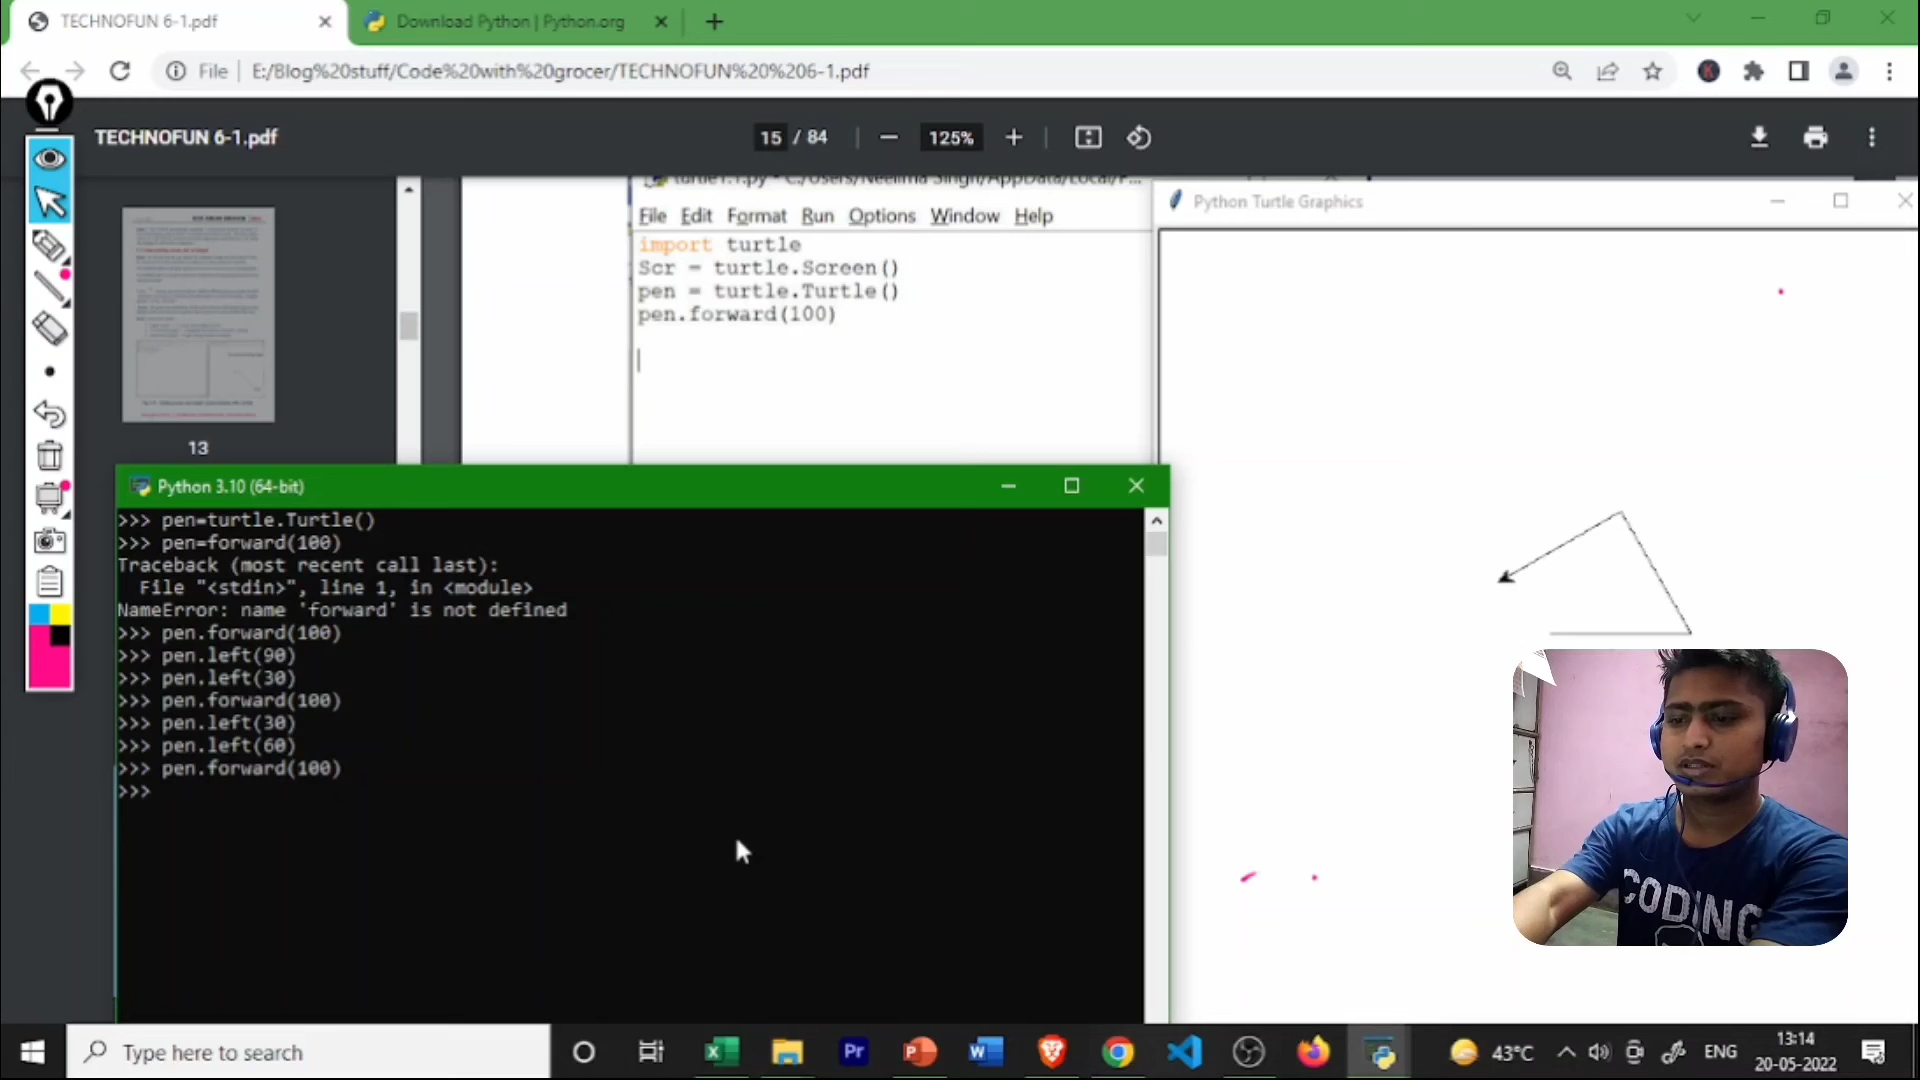 TECHNOFUN 6-1.pdf
Download Python | Python.org
File
E:/Blog%20stuff/Code%20with%20grocer/TECHNOFUN%20%206-1.pdf
TECHNOFUN 6-1.pdf
15 / 84
125%
13
File Edit Format Run Options Window Help
import turtle
Scr = turtle.Screen()
pen = turtle.Turtle()
pen.forward(100)
Python Turtle Graphics
Python 3.10 (64-bit)
>>> pen=turtle.Turtle()
>>> pen=forward(100)
Traceback (most recent call last):
File "<stdin>", line 1, in <module>
NameError: name 'forward' is not defined
>>> pen.forward(100)
>>> pen.left(90)
>>> pen.left(30)
>>> pen.forward(100)
>>> pen.left(30)
>>> pen.left(60)
>>> pen.forward(100)
>>>
CODING
Type here to search
Pr
43°C
ENG
13:14
20-05-2022